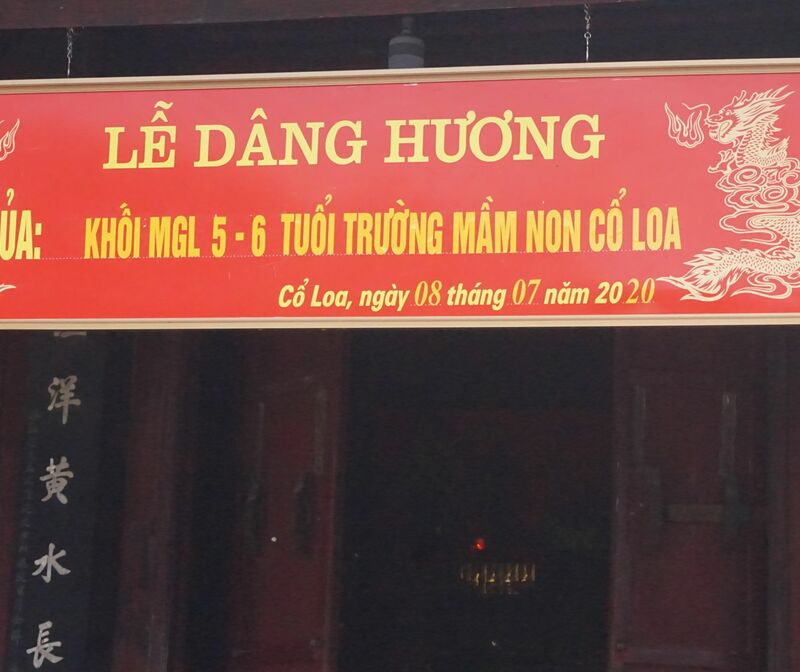 LỄ DÂNG HƯƠNG
ỦA: KHỐI MGL 5 - 6 TUỔI TRƯỜNG MẦM NON CỔ LOA
Cổ Loa, ngày 08 tháng 07 năm 2020
洋黄水長